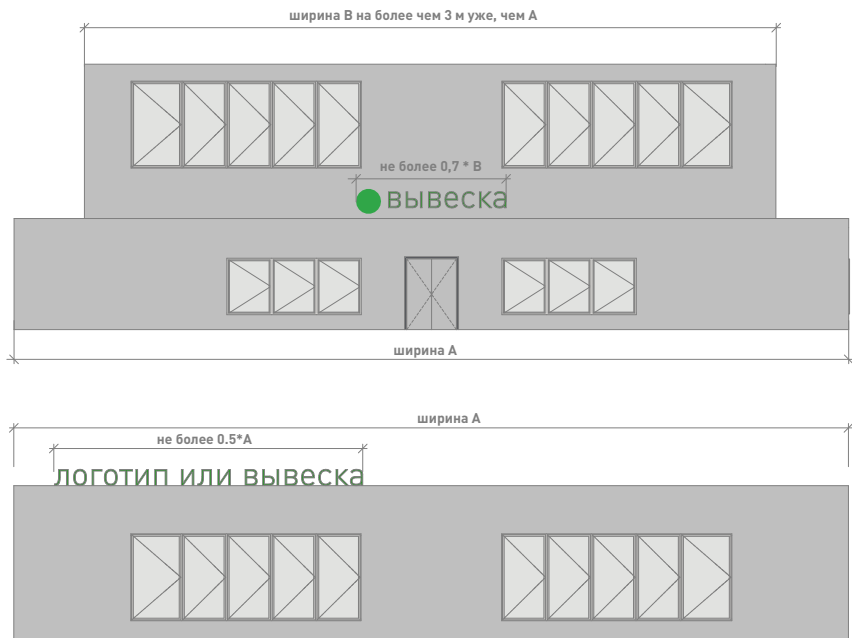 ширина B на более чем 3 м уже, чем А
не более 0,7 * B
вывеска
ширина А
ширина А
не более 0.5*А
логотип или вывеска